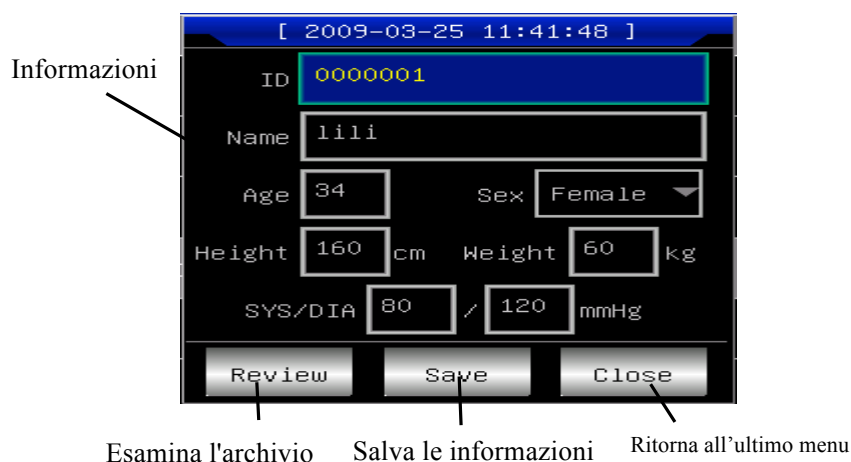 [ 2009-03-25 11:41:48 ]
Informazioni
ID 0000001
Name lili
Age 34 Sex Female
Height 160 cm Weight 60 kg
SYS/DIA 80 / 120 mmHg
Review Save Close
Esamina l'archivio Salva le informazioni Ritorna all’ultimo menu